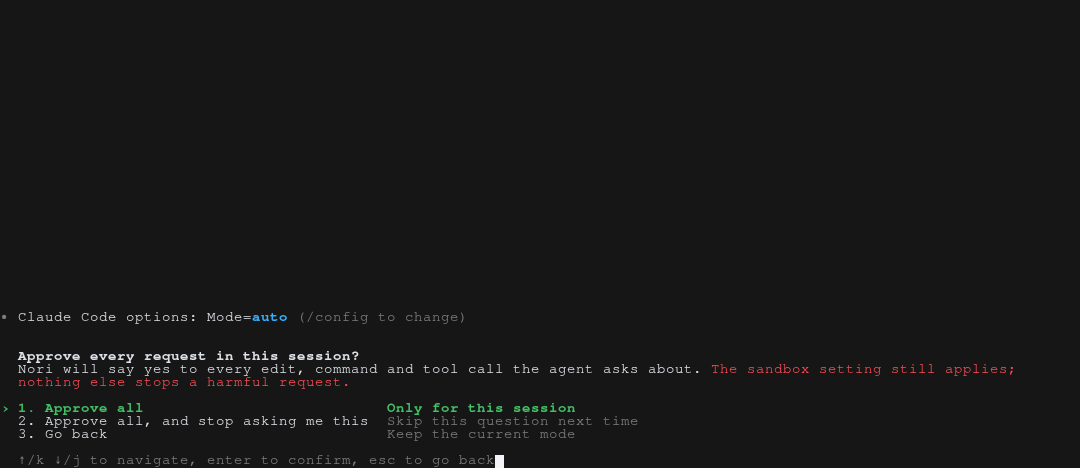 • Claude Code options: Mode=auto (/config to change)
Approve every request in this session?
Nori will say yes to every edit, command and tool call the agent asks about. The sandbox setting still applies;
nothing else stops a harmful request.
› 1. Approve all Only for this session
2. Approve all, and stop asking me this Skip this question next time
3. Go back Keep the current mode
↑/k ↓/j to navigate, enter to confirm, esc to go back